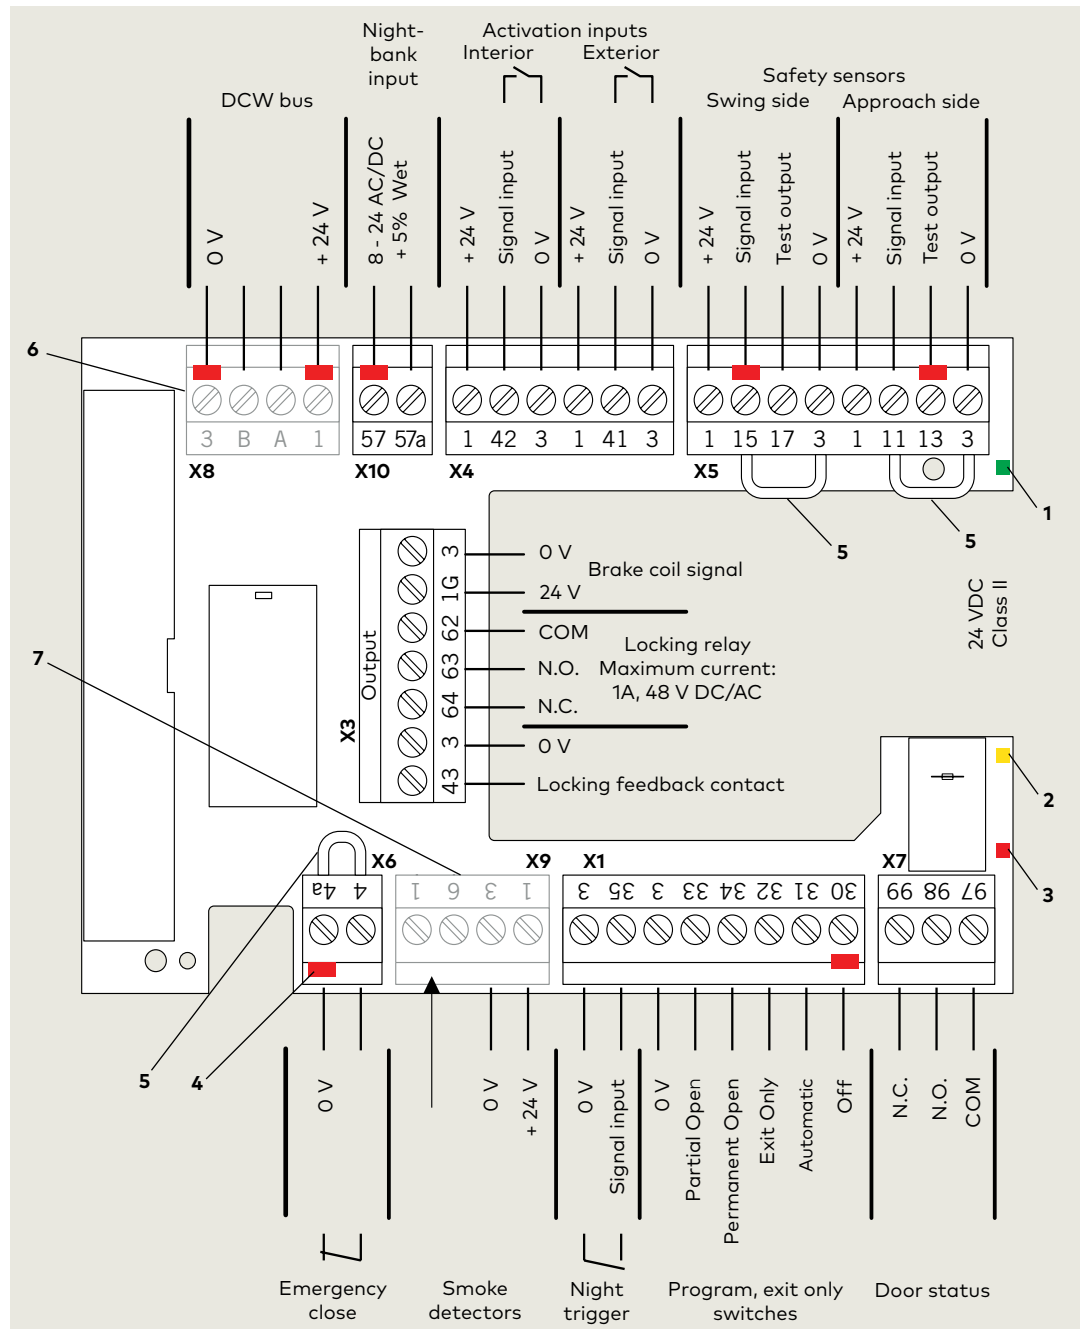 Night-
bank
input
Activation inputs
Interior
Exterior
Safety sensors
Swing side
Approach side
DCW bus
0 V
+ 24 V
8 - 24 AC/DC
+ 5% Wet
+ 24 V
Signal input
0 V
+ 24 V
Signal input
0 V
+ 24 V
Signal input
Test output
0 V
+ 24 V
Signal input
Test output
0 V
6
3 B A 1
57 57a
1 42 3 1 41 3
1 15 17 3 1 11 13 3
X8
X10
X4
X5
1
5
5
24 VDC
Class II
Output
X3
3
1G
62
63
64
3
43
0 V
24 V
Brake coil signal
COM
N.O.
N.C.
Locking relay
Maximum current:
1A, 48 V DC/AC
0 V
Locking feedback contact
7
2
3
X6
X9
X1
X7
4a 4
1 6 3 1
3 35 3 33 34 32 31 30
99 98 97
5
4
0 V
0 V
+ 24 V
0 V
Signal input
0 V
Partial Open
Permanent Open
Exit Only
Automatic
Off
N.C.
N.O.
COM
Emergency
close
Smoke
detectors
Night
trigger
Program, exit only
switches
Door status